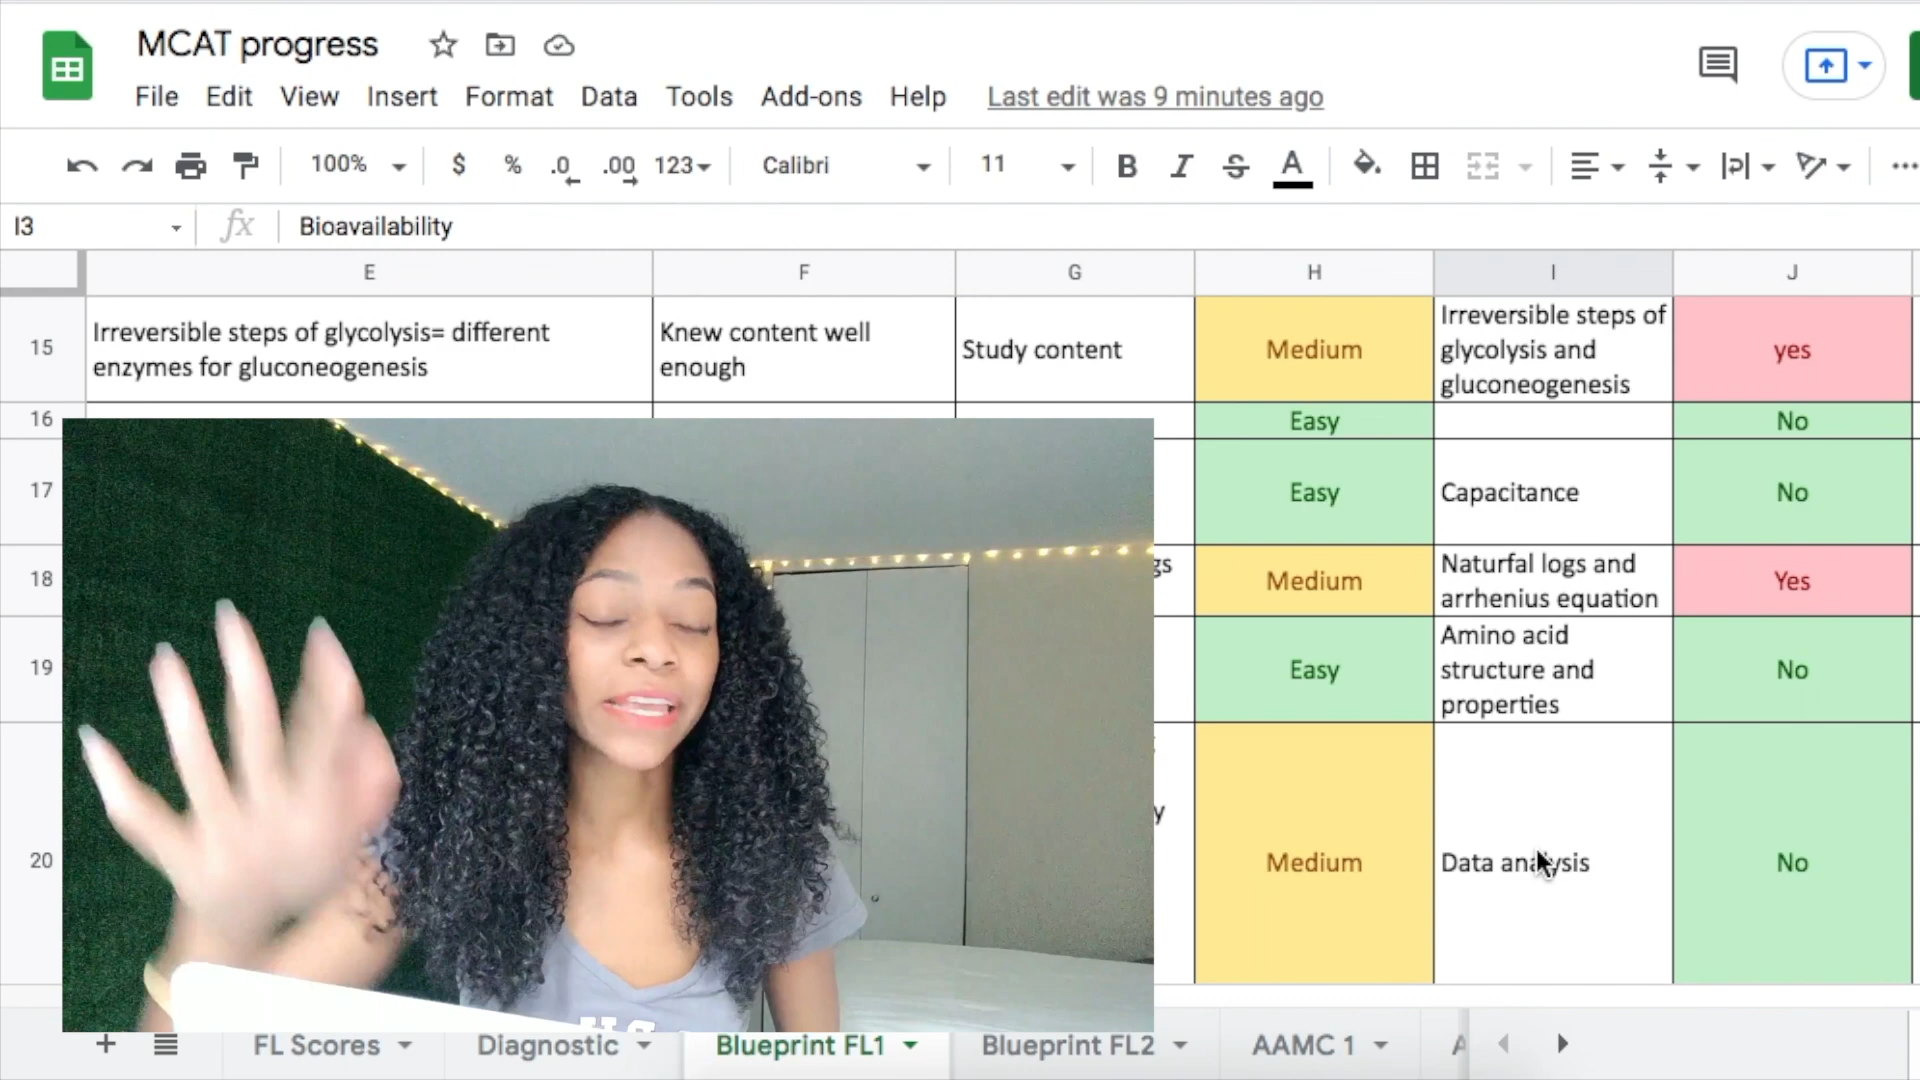 MCAT progress
File Edit View Insert Format Data Tools Add-ons Help Last edit was 9 minutes ago
100% $ % .0 .00 123 Calibri 11 B I S A
I3 fx Bioavailability
E F G H I J
15 Irreversible steps of glycolysis= different enzymes for gluconeogenesis Knew content well enough Study content Medium Irreversible steps of glycolysis and gluconeogenesis yes
16 Easy No
17 Easy Capacitance No
18 Medium Naturfal logs and arrhenius equation Yes
19 Easy Amino acid structure and properties No
20 Medium Data analysis No
FL Scores Diagnostic Blueprint FL1 Blueprint FL2 AAMC 1